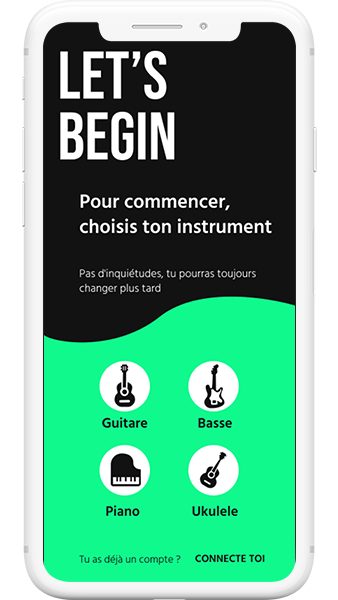 LET'S
BEGIN
Pour commencer,
choisis ton instrument
Pas d'inquiétudes, tu pourras toujours
changer plus tard
Guitare
Basse
Piano
Ukulele
Tu as déjà un compte ? CONNECTE TOI